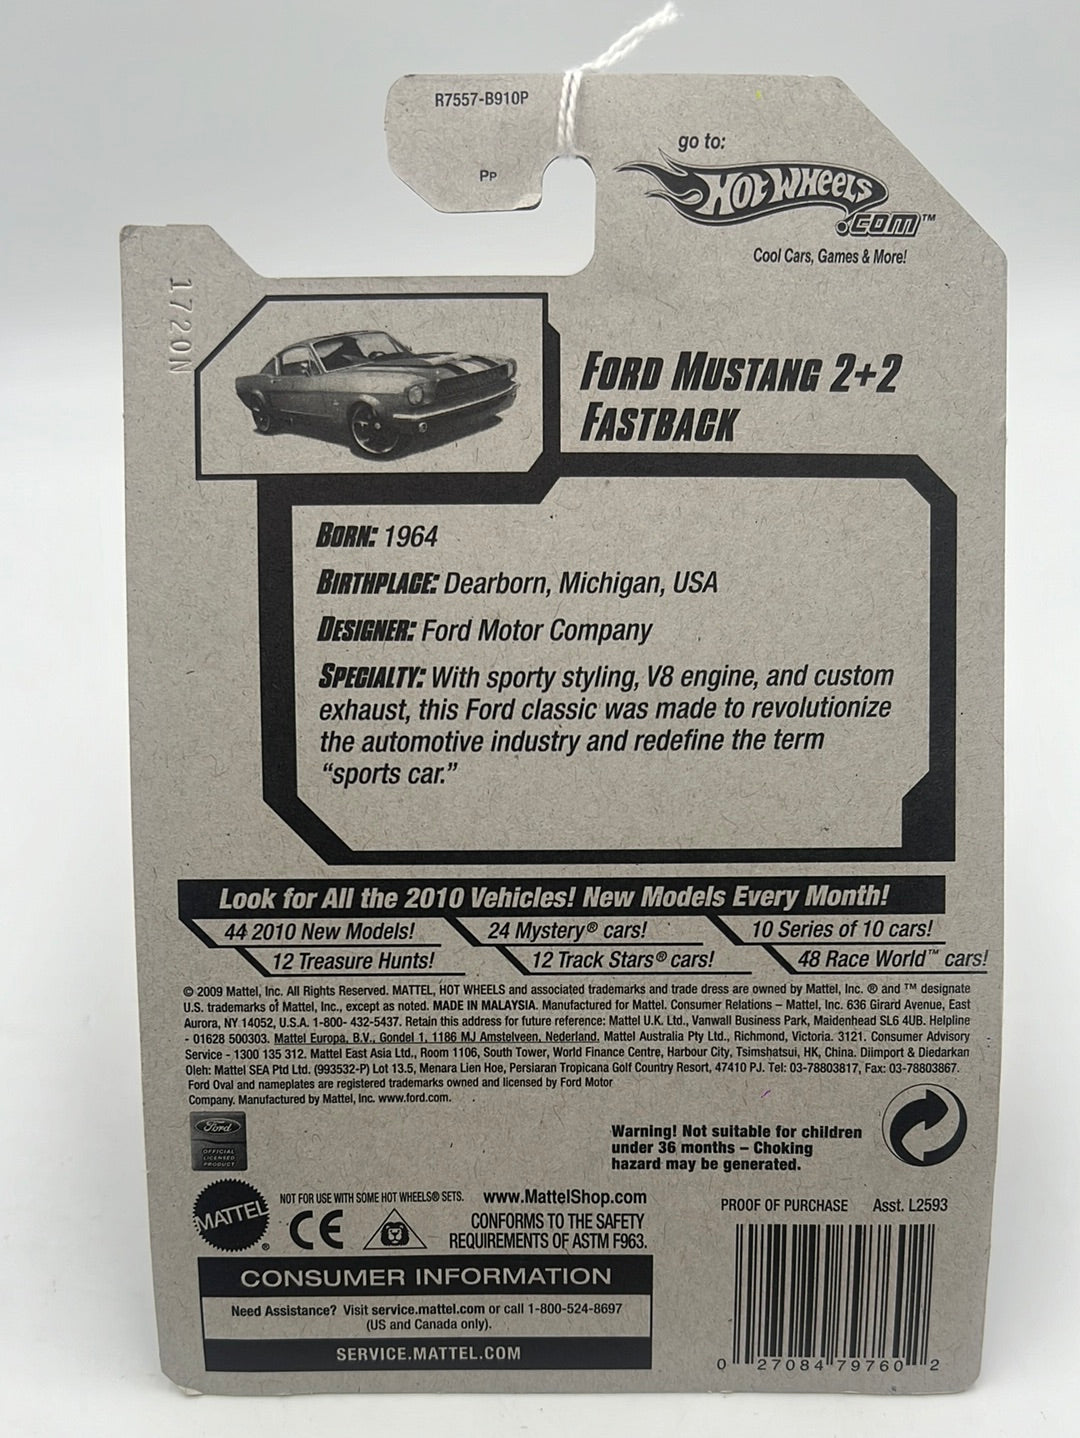 R7557-B910P
Pp
go to:
HOT WHEELS
.COM™
Cool Cars, Games & More!
1720N
FORD MUSTANG 2+2
FASTBACK
BORN: 1964
BIRTHPLACE: Dearborn, Michigan, USA
DESIGNER: Ford Motor Company
SPECIALTY: With sporty styling, V8 engine, and custom
exhaust, this Ford classic was made to revolutionize
the automotive industry and redefine the term
“sports car.”
Look for All the 2010 Vehicles! New Models Every Month!
44 2010 New Models! 24 Mystery® cars! 10 Series of 10 cars!
12 Treasure Hunts! 12 Track Stars® cars! 48 Race World™ cars!
© 2009 Mattel, Inc. All Rights Reserved. MATTEL, HOT WHEELS and associated trademarks and trade dress are owned by Mattel, Inc. ® and ™ designate
U.S. trademarks of Mattel, Inc., except as noted. MADE IN MALAYSIA. Manufactured for Mattel. Consumer Relations – Mattel, Inc. 636 Girard Avenue, East
Aurora, NY 14052, U.S.A. 1-800- 432-5437. Retain this address for future reference: Mattel U.K. Ltd., Vanwall Business Park, Maidenhead SL6 4UB. Helpline
- 01628 500303. Mattel Europa, B.V., Gondel 1, 1186 MJ Amstelveen, Nederland. Mattel Australia Pty Ltd., Richmond, Victoria. 3121. Consumer Advisory
Service - 1300 135 312. Mattel East Asia Ltd., Room 1106, South Tower, World Finance Centre, Harbour City, Tsimshatsui, HK, China. Diimport & Diedarkan
Oleh: Mattel SEA Ptd Ltd. (993532-P) Lot 13.5, Menara Lien Hoe, Persiaran Tropicana Golf Country Resort, 47410 PJ. Tel: 03-78803817, Fax: 03-78803867.
Ford Oval and nameplates are registered trademarks owned and licensed by Ford Motor
Company. Manufactured by Mattel, Inc. www.ford.com.
Ford
OFFICIAL
LICENSED
PRODUCT
Warning! Not suitable for children
under 36 months – Choking
hazard may be generated.
MATTEL®
NOT FOR USE WITH SOME HOT WHEELS® SETS. www.MattelShop.com
CE
CONFORMS TO THE SAFETY
REQUIREMENTS OF ASTM F963.
PROOF OF PURCHASE Asst. L2593
CONSUMER INFORMATION
Need Assistance? Visit service.mattel.com or call 1-800-524-8697
(US and Canada only).
SERVICE.MATTEL.COM
0 27084 79760 2